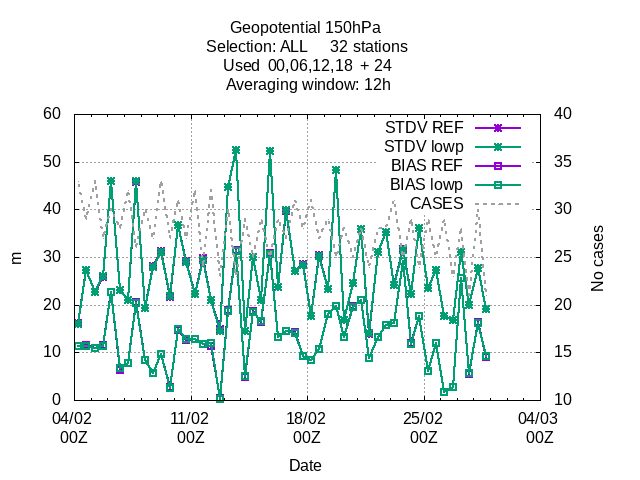 Geopotential 150hPa
Selection: ALL 32 stations
Used 00,06,12,18 + 24
Averaging window: 12h
60 40
STDV REF
STDV lowp
50 35
BIAS REF
BIAS lowp
CASES
40 30
m
No cases
30 25
20 20
10 15
0 10
04/02 11/02 18/02 25/02 04/03
00Z 00Z 00Z 00Z 00Z
Date